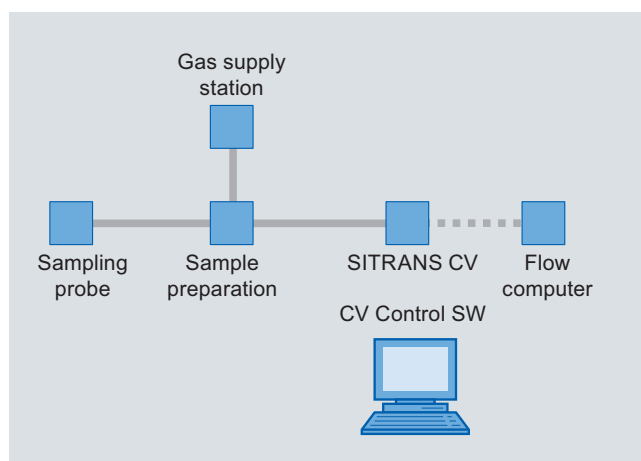 Gas supply
station
Sampling
probe
Sample
preparation
SITRANS CV
Flow
computer
CV Control SW